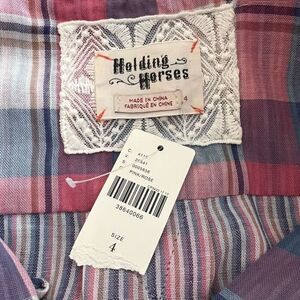 Holding
Horses
MADE IN CHINA
FABRIQUÉ EN CHINE
4
PINK/ROSE
38640066
SIZE
4